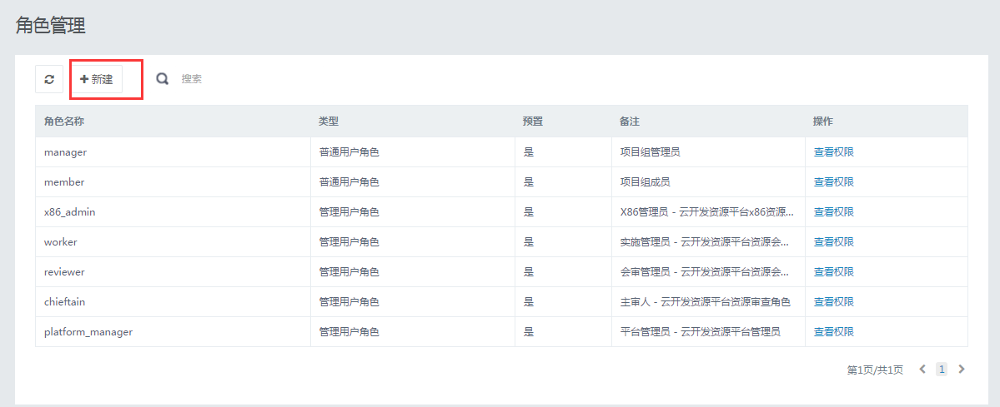 角色管理
新建 搜索
角色名称 类型 预置 备注 操作
manager 普通用户角色 是 项目组管理员 查看权限
member 普通用户角色 是 项目组成员 查看权限
x86_admin 管理用户角色 是 X86管理员 - 云开发资源平台x86资源... 查看权限
worker 管理用户角色 是 实施管理员 - 云开发资源平台资源会... 查看权限
reviewer 管理用户角色 是 会审管理员 - 云开发资源平台资源会... 查看权限
chieftain 管理用户角色 是 主审人 - 云开发资源平台资源审查角色 查看权限
platform_manager 管理用户角色 是 平台管理员 - 云开发资源平台管理员 查看权限
第1页/共1页 1